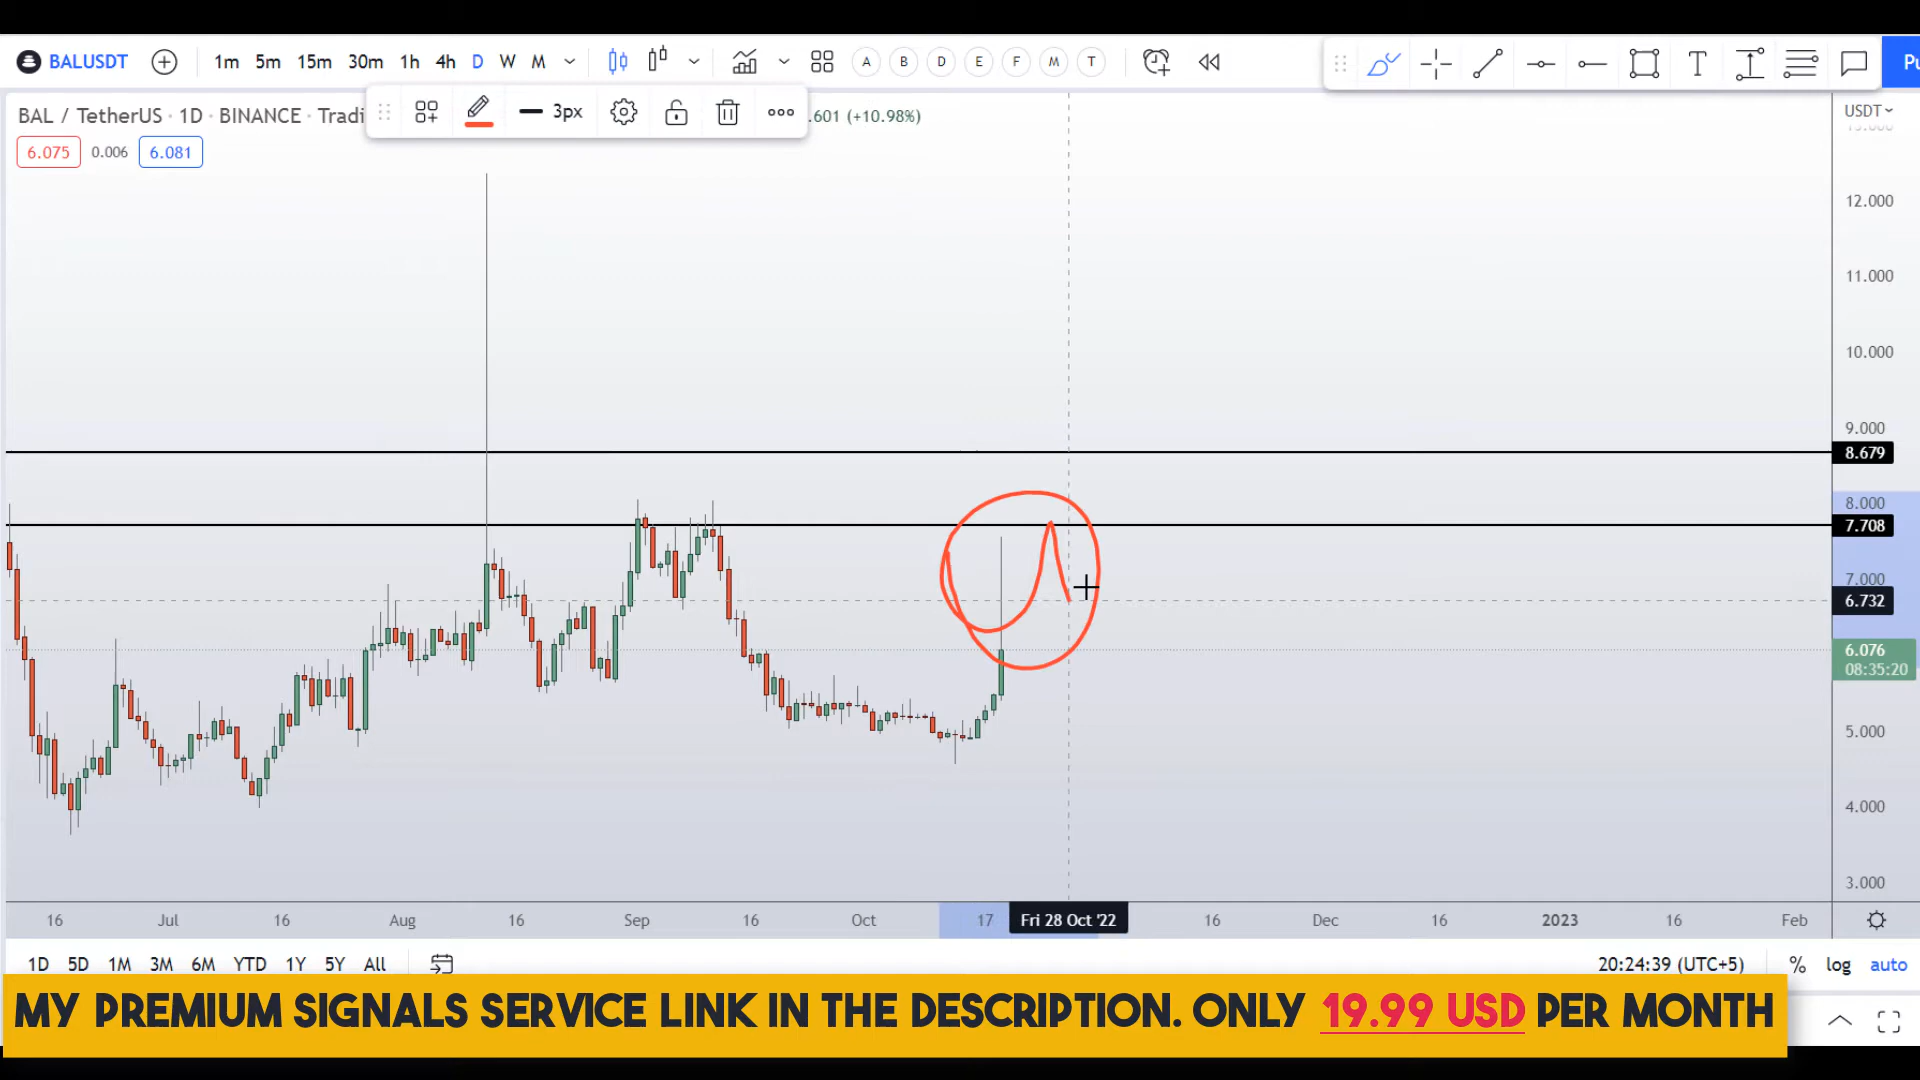 BALUSDT 1m 5m 15m 30m 1h 4h D W M A B D E F M T
BAL / TetherUS · 1D · BINANCE · Tradi 3px .601 (+10.98%) USDT
6.075 0.006 6.081
12.000
11.000
10.000
9.000
8.679
8.000
7.708
7.000
6.732
6.076
08:35:20
5.000
4.000
3.000
16 Jul 16 Aug 16 Sep 16 Oct 17 Fri 28 Oct '22 16 Dec 16 2023 16 Feb
1D 5D 1M 3M 6M YTD 1Y 5Y All 20:24:39 (UTC+5) % log auto
MY PREMIUM SIGNALS SERVICE LINK IN THE DESCRIPTION. ONLY 19.99 USD PER MONTH